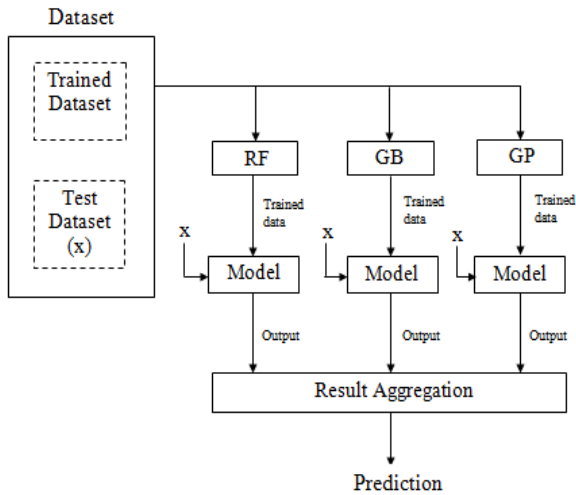 Dataset
Trained
Dataset
Test
Dataset
(x)
RF
GB
GP
Trained
data
Trained
data
Trained
data
x
x
x
Model
Model
Model
Output
Output
Output
Result Aggregation
Prediction